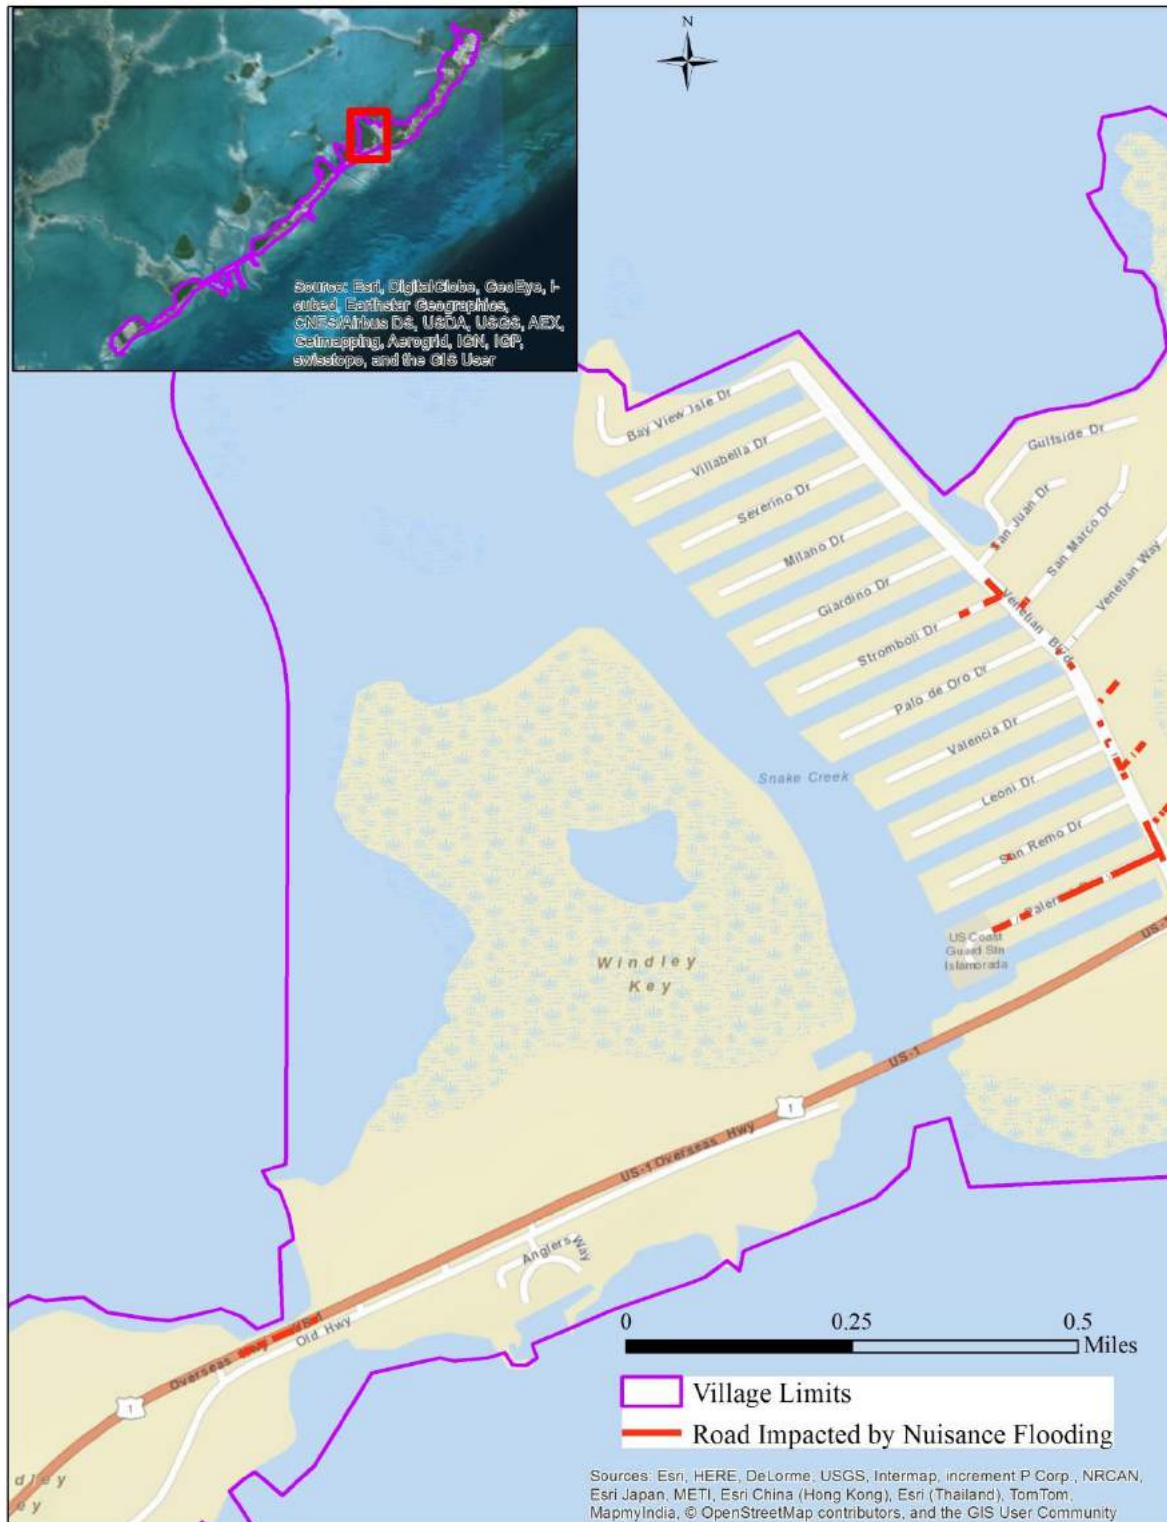 N
Source: Esri, DigitalGlobe, GeoEye, i-
cubed, Earthstar Geographics,
CNES/Airbus DS, USDA, USGS, AEX,
Getmapping, Aerogrid, IGN, IGP,
swisstopo, and the GIS User
Bay View Isle Dr
Villabella Dr
Gulfside Dr
Severino Dr
San Juan Dr
San Marco Dr
Milano Dr
Venetian Way
Giardino Dr
Venetian Blvd
Stromboli Dr
Palo de Oro Dr
Valencia Dr
Snake Creek
Leoni Dr
San Remo Dr
US Coast
Guard Stn
Islamorada
US-1
Windley
Key
US-1
1
US-1 Overseas Hwy
Anglers Way
Old Hwy
Overseas
1
dley
ey
0 0.25 0.5
Miles
Village Limits
Road Impacted by Nuisance Flooding
Sources: Esri, HERE, DeLorme, USGS, Intermap, increment P Corp., NRCAN,
Esri Japan, METI, Esri China (Hong Kong), Esri (Thailand), TomTom,
MapmyIndia, © OpenStreetMap contributors, and the GIS User Community